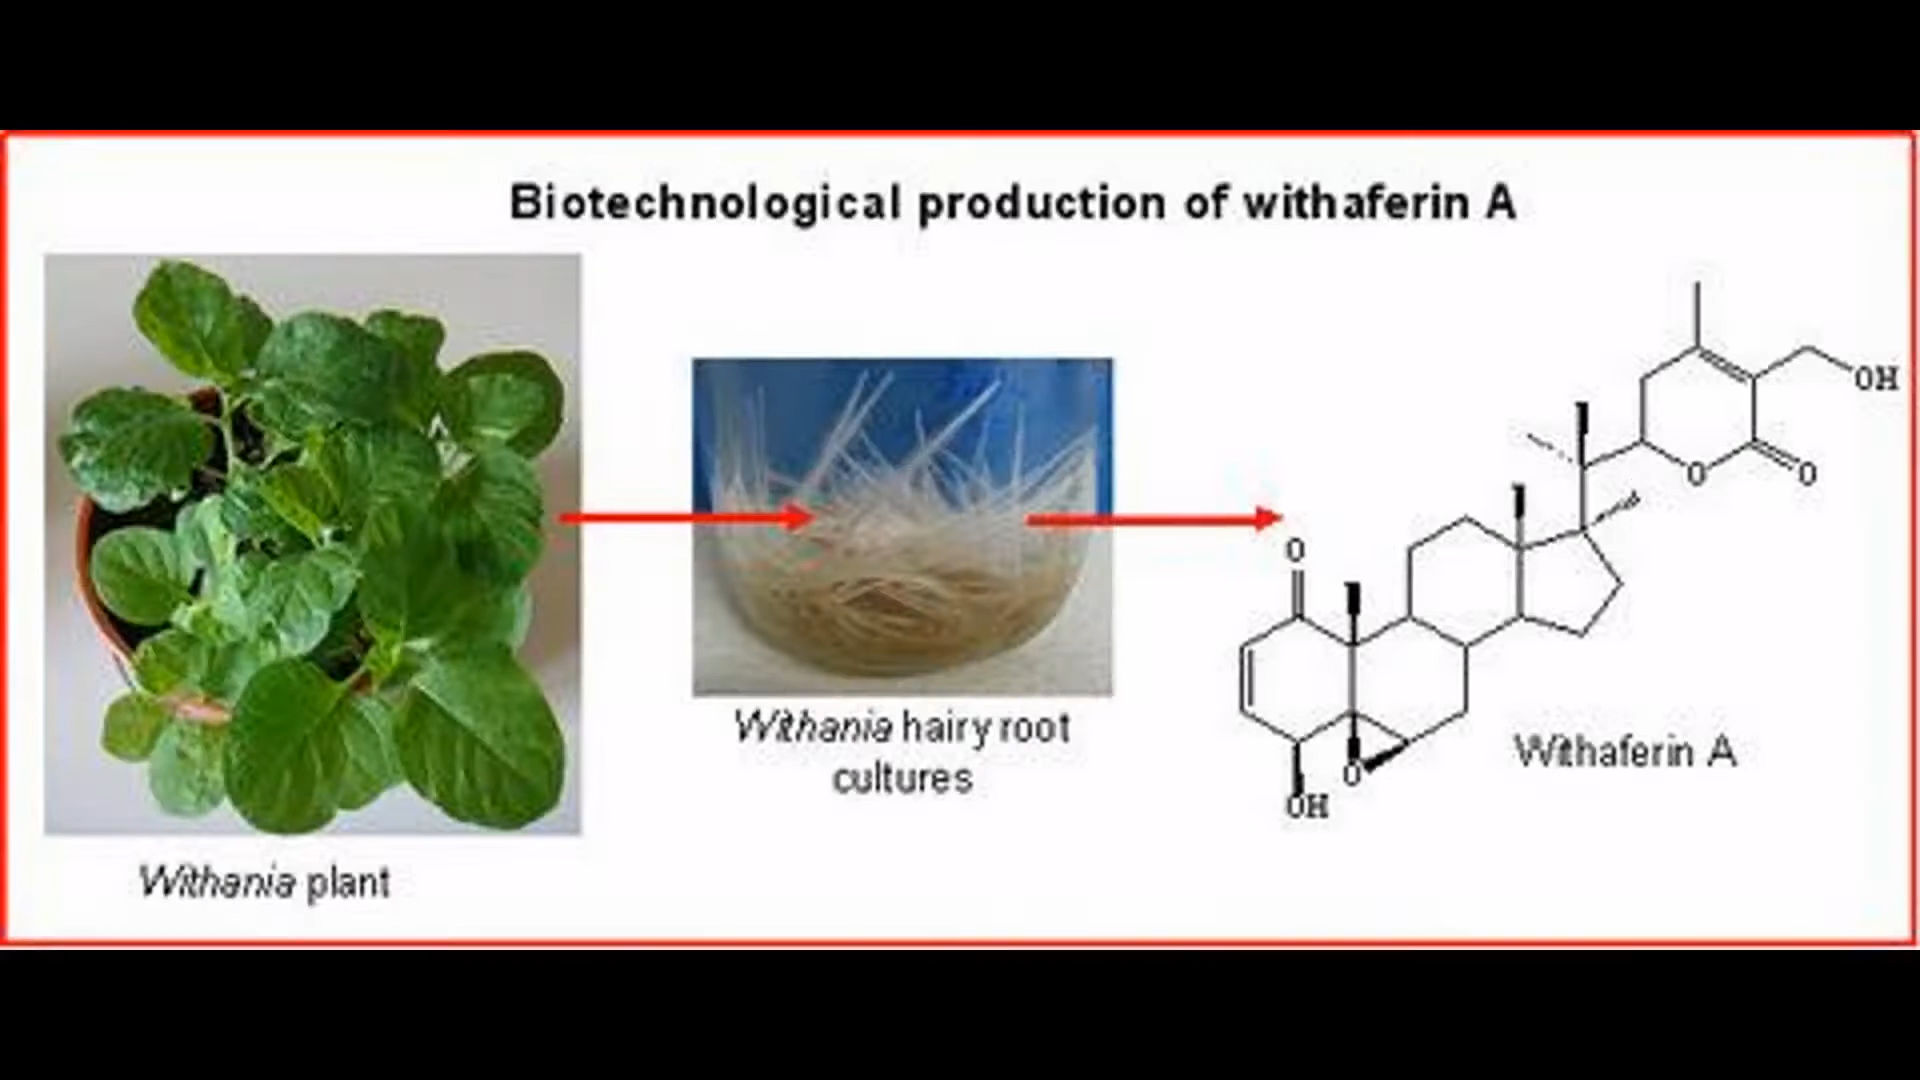 Biotechnological production of withaferin A
Withania plant
Withania hairy root
cultures
OH
O
O
O
O
OH
Withaferin A